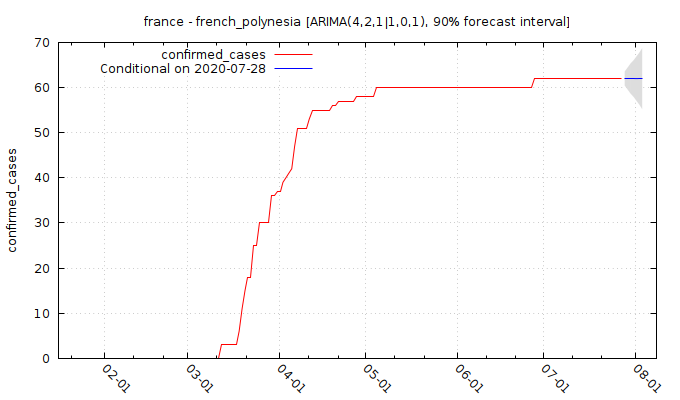 france - french_polynesia [ARIMA(4,2,1|1,0,1), 90% forecast interval]
confirmed_cases
Conditional on 2020-07-28
confirmed_cases
70
60
50
40
30
20
10
0
02-01 03-01 04-01 05-01 06-01 07-01 08-01